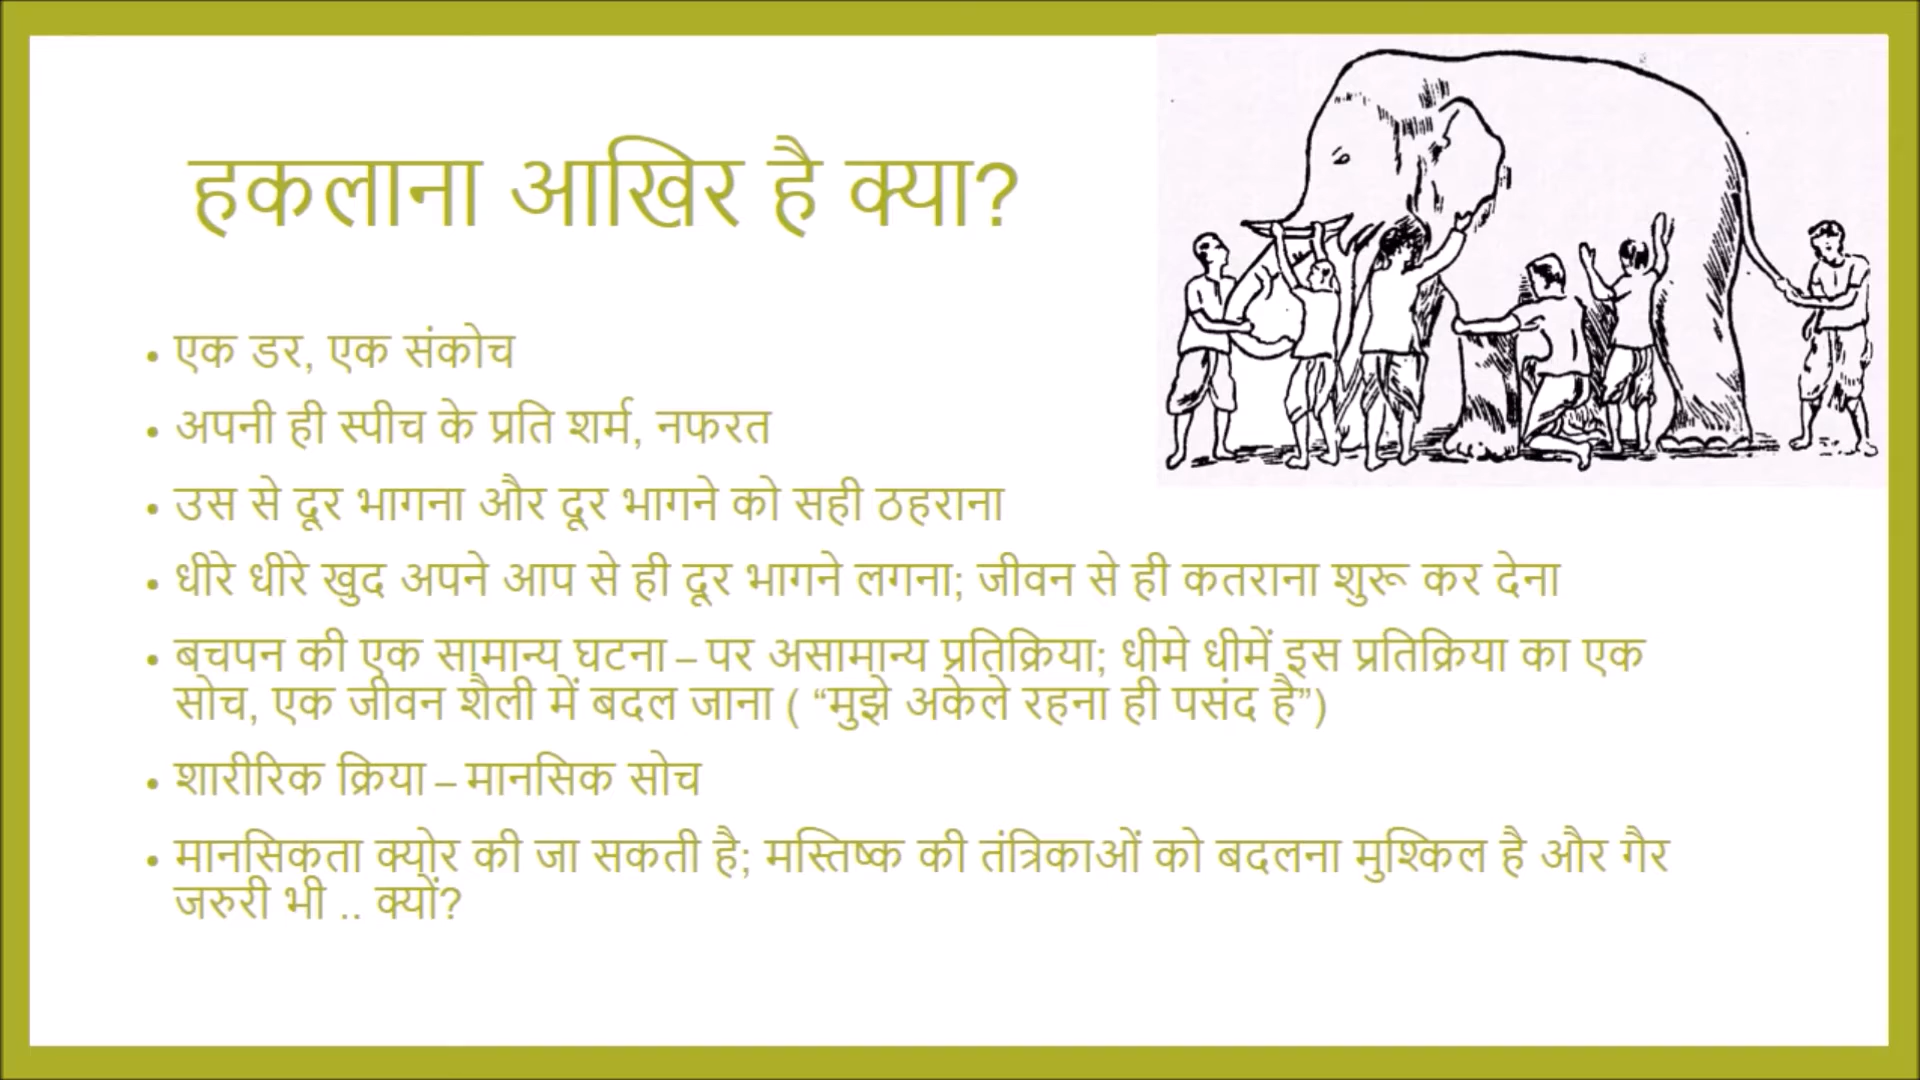 हकलाना आखिर है क्या?
• एक डर, एक संकोच
• अपनी ही स्पीच के प्रति शर्म, नफरत
• उस से दूर भागना और दूर भागने को सही ठहराना
• धीरे धीरे खुद अपने आप से ही दूर भागने लगना; जीवन से ही कतराना शुरू कर देना
• बचपन की एक सामान्य घटना – पर असामान्य प्रतिक्रिया; धीमे धीमें इस प्रतिक्रिया का एक
सोच, एक जीवन शैली में बदल जाना ( “मुझे अकेले रहना ही पसंद है”)
• शारीरिक क्रिया – मानसिक सोच
• मानसिकता क्योर की जा सकती है; मस्तिष्क की तंत्रिकाओं को बदलना मुश्किल है और गैर
जरुरी भी .. क्यों?